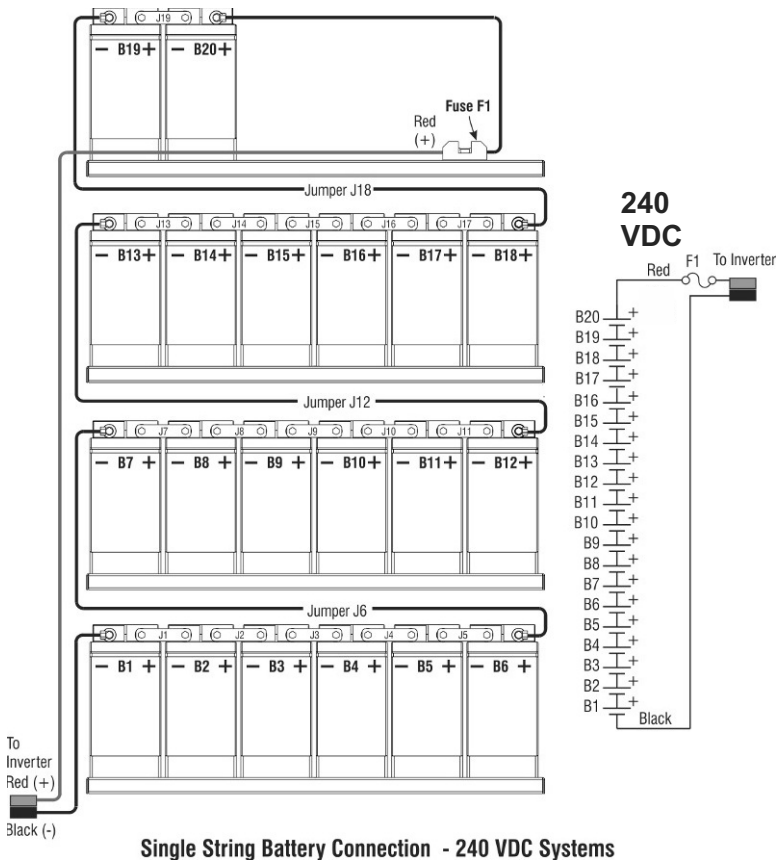 J19
− B19+ − B20+
Fuse F1
Red
(+)
Jumper J18
J13 J14 J15 J16 J17
− B13+ − B14+ − B15+ − B16+ − B17+ − B18+
Jumper J12
J7 J8 J9 J10 J11
− B7 + − B8 + − B9 + − B10+ − B11+ − B12+
Jumper J6
J1 J2 J3 J4 J5
− B1 + − B2 + − B3 + − B4 + − B5 + − B6 +
To
Inverter
Red (+)
Black (-)
240
VDC
Red F1 To Inverter
B20 +
B19 +
B18 +
B17 +
B16 +
B15 +
B14 +
B13 +
B12 +
B11 +
B10 +
B9 +
B8 +
B7 +
B6 +
B5 +
B4 +
B3 +
B2 +
B1 +
Black
Single String Battery Connection - 240 VDC Systems